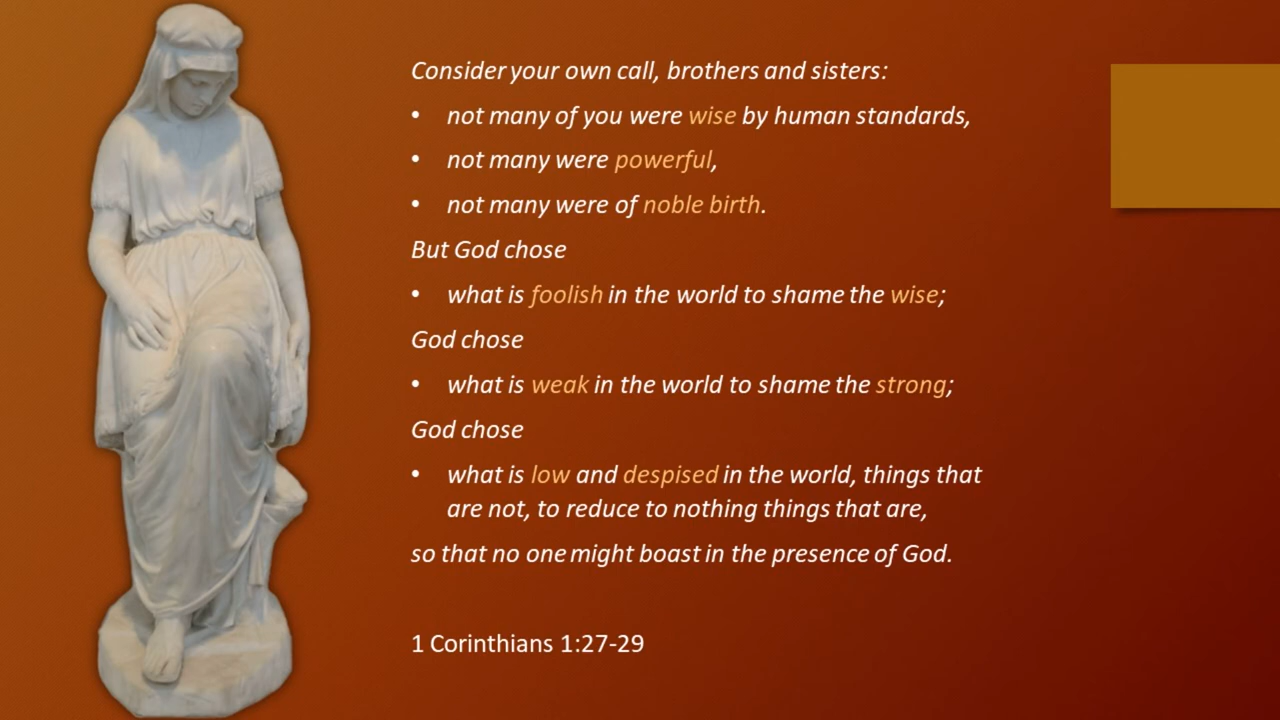 Consider your own call, brothers and sisters:
• not many of you were wise by human standards,
• not many were powerful,
• not many were of noble birth.
But God chose
• what is foolish in the world to shame the wise;
God chose
• what is weak in the world to shame the strong;
God chose
• what is low and despised in the world, things that
are not, to reduce to nothing things that are,
so that no one might boast in the presence of God.
1 Corinthians 1:27-29